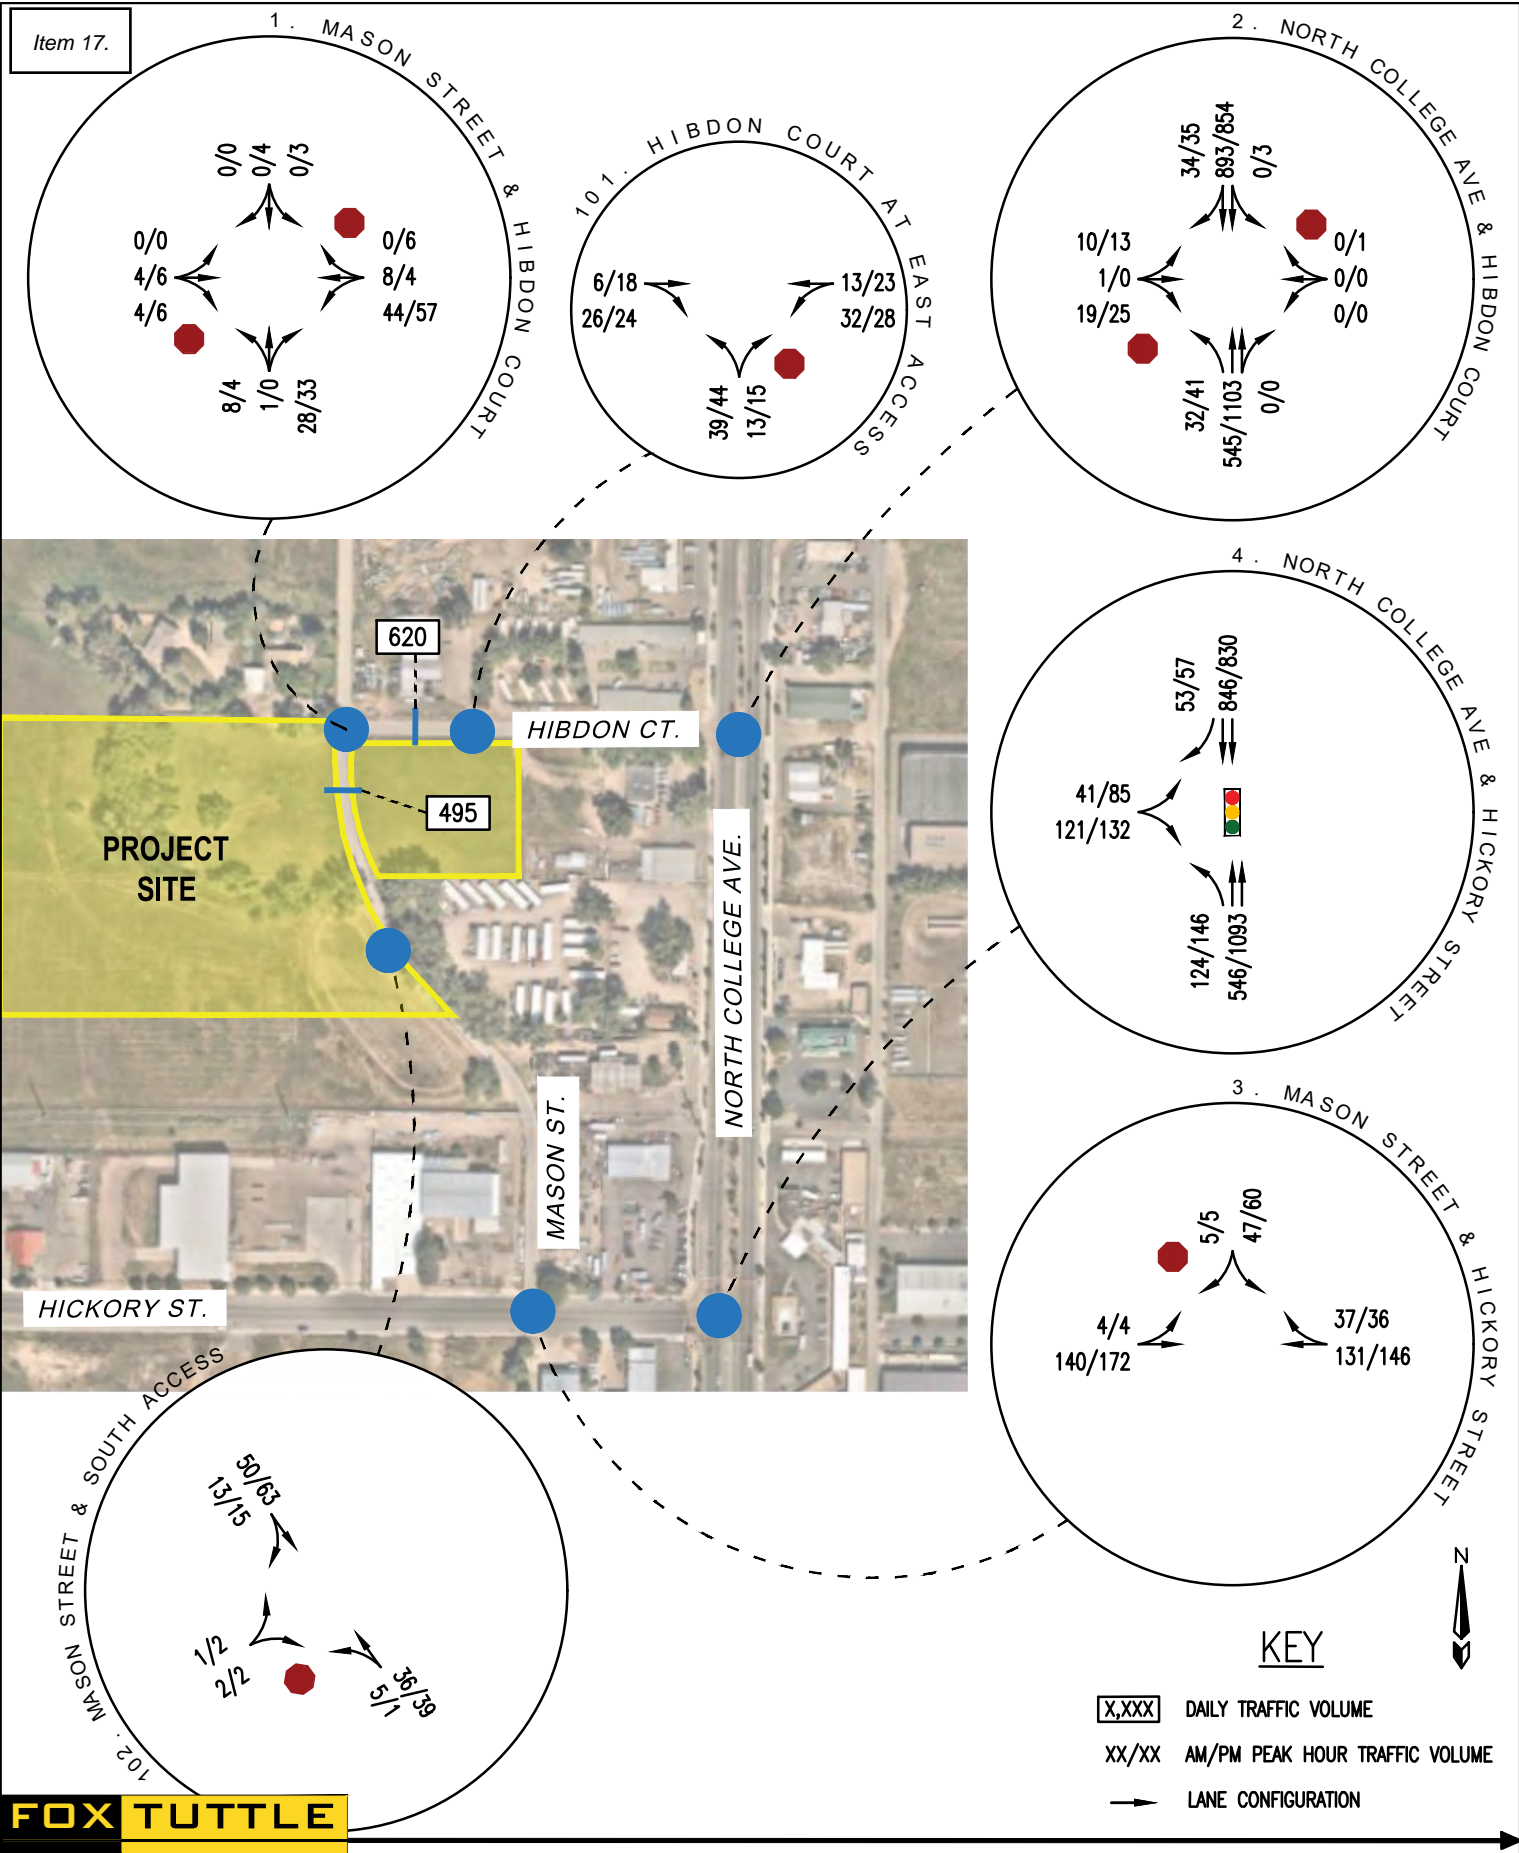 Item 17.
1. MASON STREET & HIBDON COURT
0/0
0/4
0/3
0/0
4/6
4/6
0/6
8/4
44/57
8/4
1/0
28/33
101. HIBDON COURT AT EAST ACCESS
6/18
26/24
13/23
32/28
39/44
13/15
2. NORTH COLLEGE AVE & HIBDON COURT
34/35
893/854
0/3
10/13
1/0
19/25
0/1
0/0
0/0
32/41
545/1103
0/0
620
HIBDON CT.
495
PROJECT
SITE
NORTH COLLEGE AVE.
MASON ST.
HICKORY ST.
4. NORTH COLLEGE AVE & HICKORY STREET
53/57
846/830
41/85
121/132
124/146
546/1093
3. MASON STREET & HICKORY STREET
5/5
47/60
4/4
140/172
37/36
131/146
102. MASON STREET & SOUTH ACCESS
50/63
13/15
1/2
2/2
36/39
5/1
N
KEY
X,XXX DAILY TRAFFIC VOLUME
XX/XX AM/PM PEAK HOUR TRAFFIC VOLUME
LANE CONFIGURATION
FOX TUTTLE